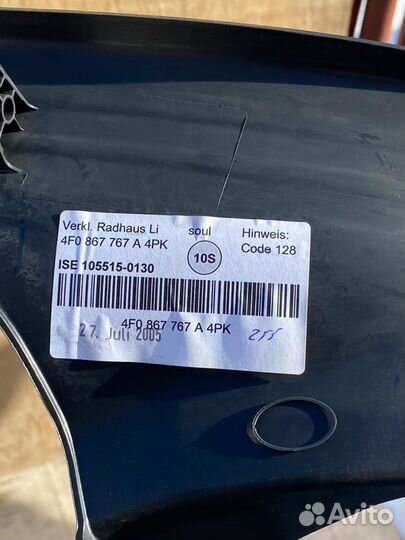 Verkl. Radhaus Li soul Hinweis:
4F0 867 767 A 4PK Code 128
10S
ISE 105515-0130
4F0 867 767 A 4PK
27. Juli 2005 255
Avito